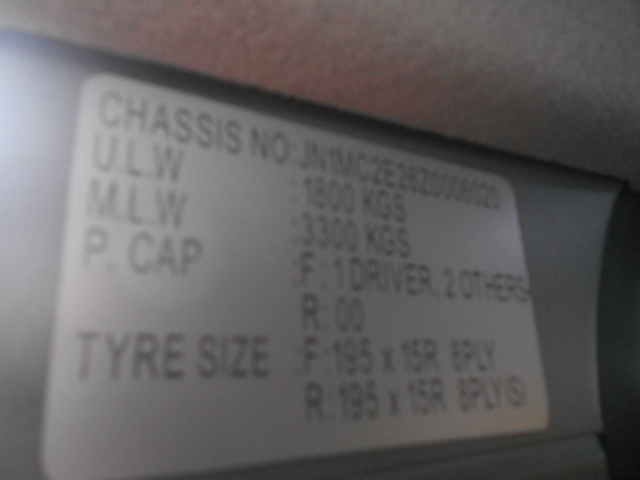 CHASSIS NO: JN1MC2E26Z0006020
U.L.W :1800 KGS
M.L.W :3300 KGS
P. CAP :F: 1 DRIVER, 2 OTHERS
R: 00
TYRE SIZE :F: 195 x 15R 8PLY
R: 195 x 15R 8PLY(S)